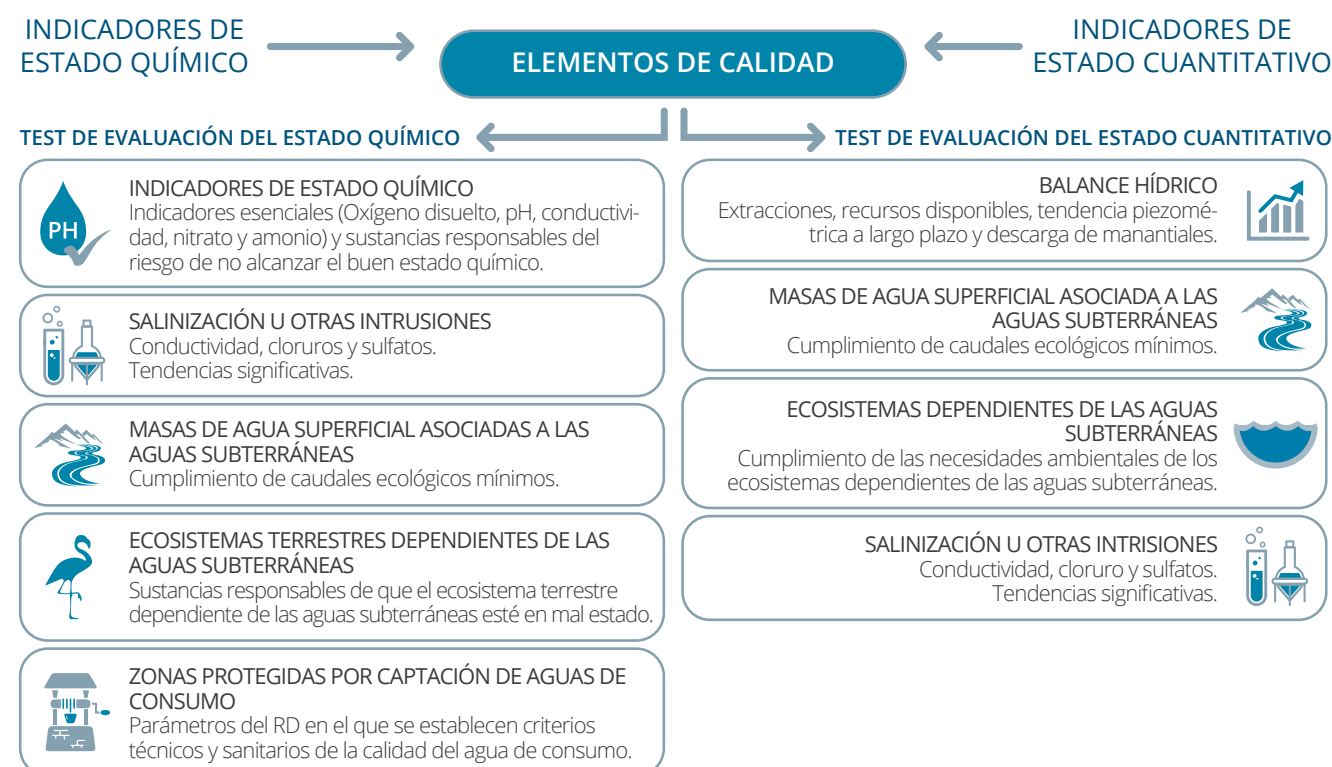 INDICADORES DE
ESTADO QUÍMICO
ELEMENTOS DE CALIDAD
INDICADORES DE
ESTADO CUANTITATIVO
TEST DE EVALUACIÓN DEL ESTADO QUÍMICO
PH
INDICADORES DE ESTADO QUÍMICO
Indicadores esenciales (Oxígeno disuelto, pH, conductivi-
dad, nitrato y amonio) y sustancias responsables del
riesgo de no alcanzar el buen estado químico.
SALINIZACIÓN U OTRAS INTRUSIONES
Conductividad, cloruros y sulfatos.
Tendencias significativas.
MASAS DE AGUA SUPERFICIAL ASOCIADAS A LAS
AGUAS SUBTERRÁNEAS
Cumplimiento de caudales ecológicos mínimos.
ECOSISTEMAS TERRESTRES DEPENDIENTES DE LAS
AGUAS SUBTERRÁNEAS
Sustancias responsables de que el ecosistema terrestre
dependiente de las aguas subterráneas esté en mal estado.
ZONAS PROTEGIDAS POR CAPTACIÓN DE AGUAS DE
CONSUMO
Parámetros del RD en el que se establecen criterios
técnicos y sanitarios de la calidad del agua de consumo.
TEST DE EVALUACIÓN DEL ESTADO CUANTITATIVO
BALANCE HÍDRICO
Extracciones, recursos disponibles, tendencia piezomé-
trica a largo plazo y descarga de manantiales.
MASAS DE AGUA SUPERFICIAL ASOCIADA A LAS
AGUAS SUBTERRÁNEAS
Cumplimiento de caudales ecológicos mínimos.
ECOSISTEMAS DEPENDIENTES DE LAS AGUAS
SUBTERRÁNEAS
Cumplimiento de las necesidades ambientales de los
ecosistemas dependientes de las aguas subterráneas.
SALINIZACIÓN U OTRAS INTRISIONES
Conductividad, cloruro y sulfatos.
Tendencias significativas.